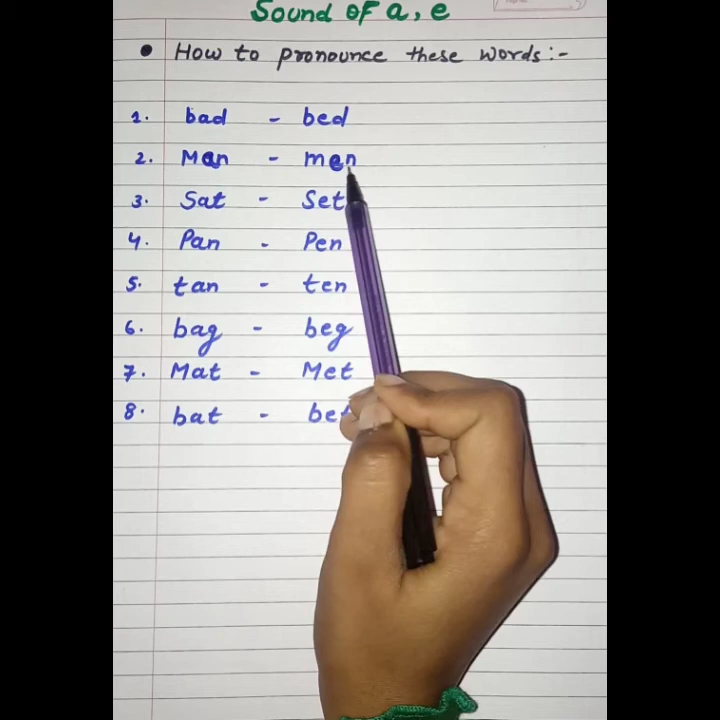 Sound of a, e
• How to pronounce these words:-
1. bad - bed
2. Man - men
3. Sat - Set
4. Pan - Pen
5. tan - ten
6. bag - beg
7. Mat - Met
8. bat -